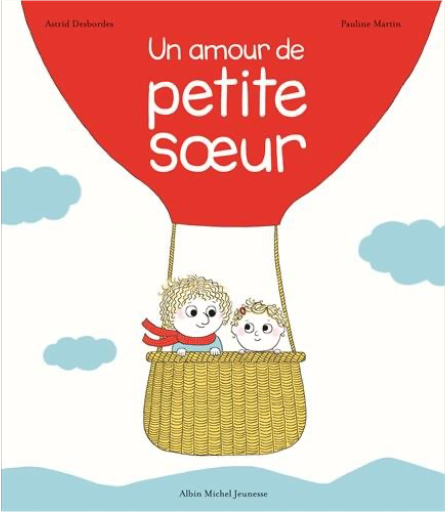 Astrid Desbordes
Pauline Martin
Un amour de
petite
sœur
Albin Michel Jeunesse